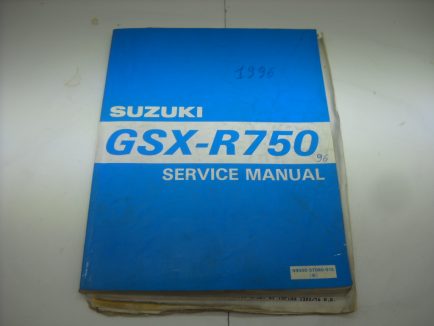 1996
SUZUKI
GSX-R750
96
SERVICE MANUAL